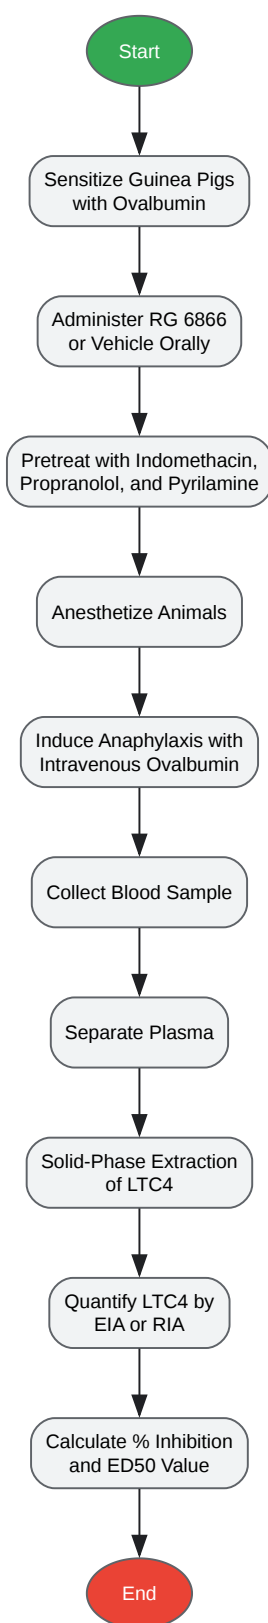 Start
Sensitize Guinea Pigs
with Ovalbumin
Administer RG 6866
or Vehicle Orally
Pretreat with Indomethacin,
Propranolol, and Pyrilamine
Anesthetize Animals
Induce Anaphylaxis with
Intravenous Ovalbumin
Collect Blood Sample
Separate Plasma
Solid-Phase Extraction
of LTC4
Quantify LTC4 by
EIA or RIA
Calculate % Inhibition
and ED50 Value
End